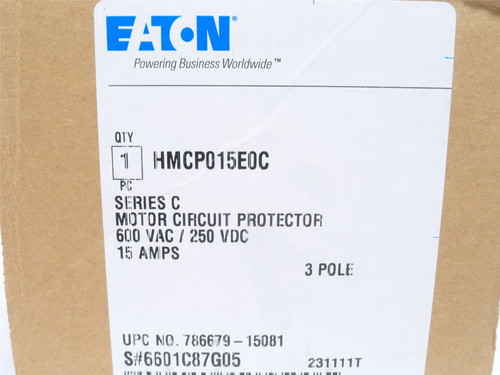 EATON
Powering Business Worldwide™
QTY
1 HMCP015E0C
PC
SERIES C
MOTOR CIRCUIT PROTECTOR
600 VAC / 250 VDC
15 AMPS
3 POLE
UPC NO. 786679-15081
S#6601C87G05 231111T